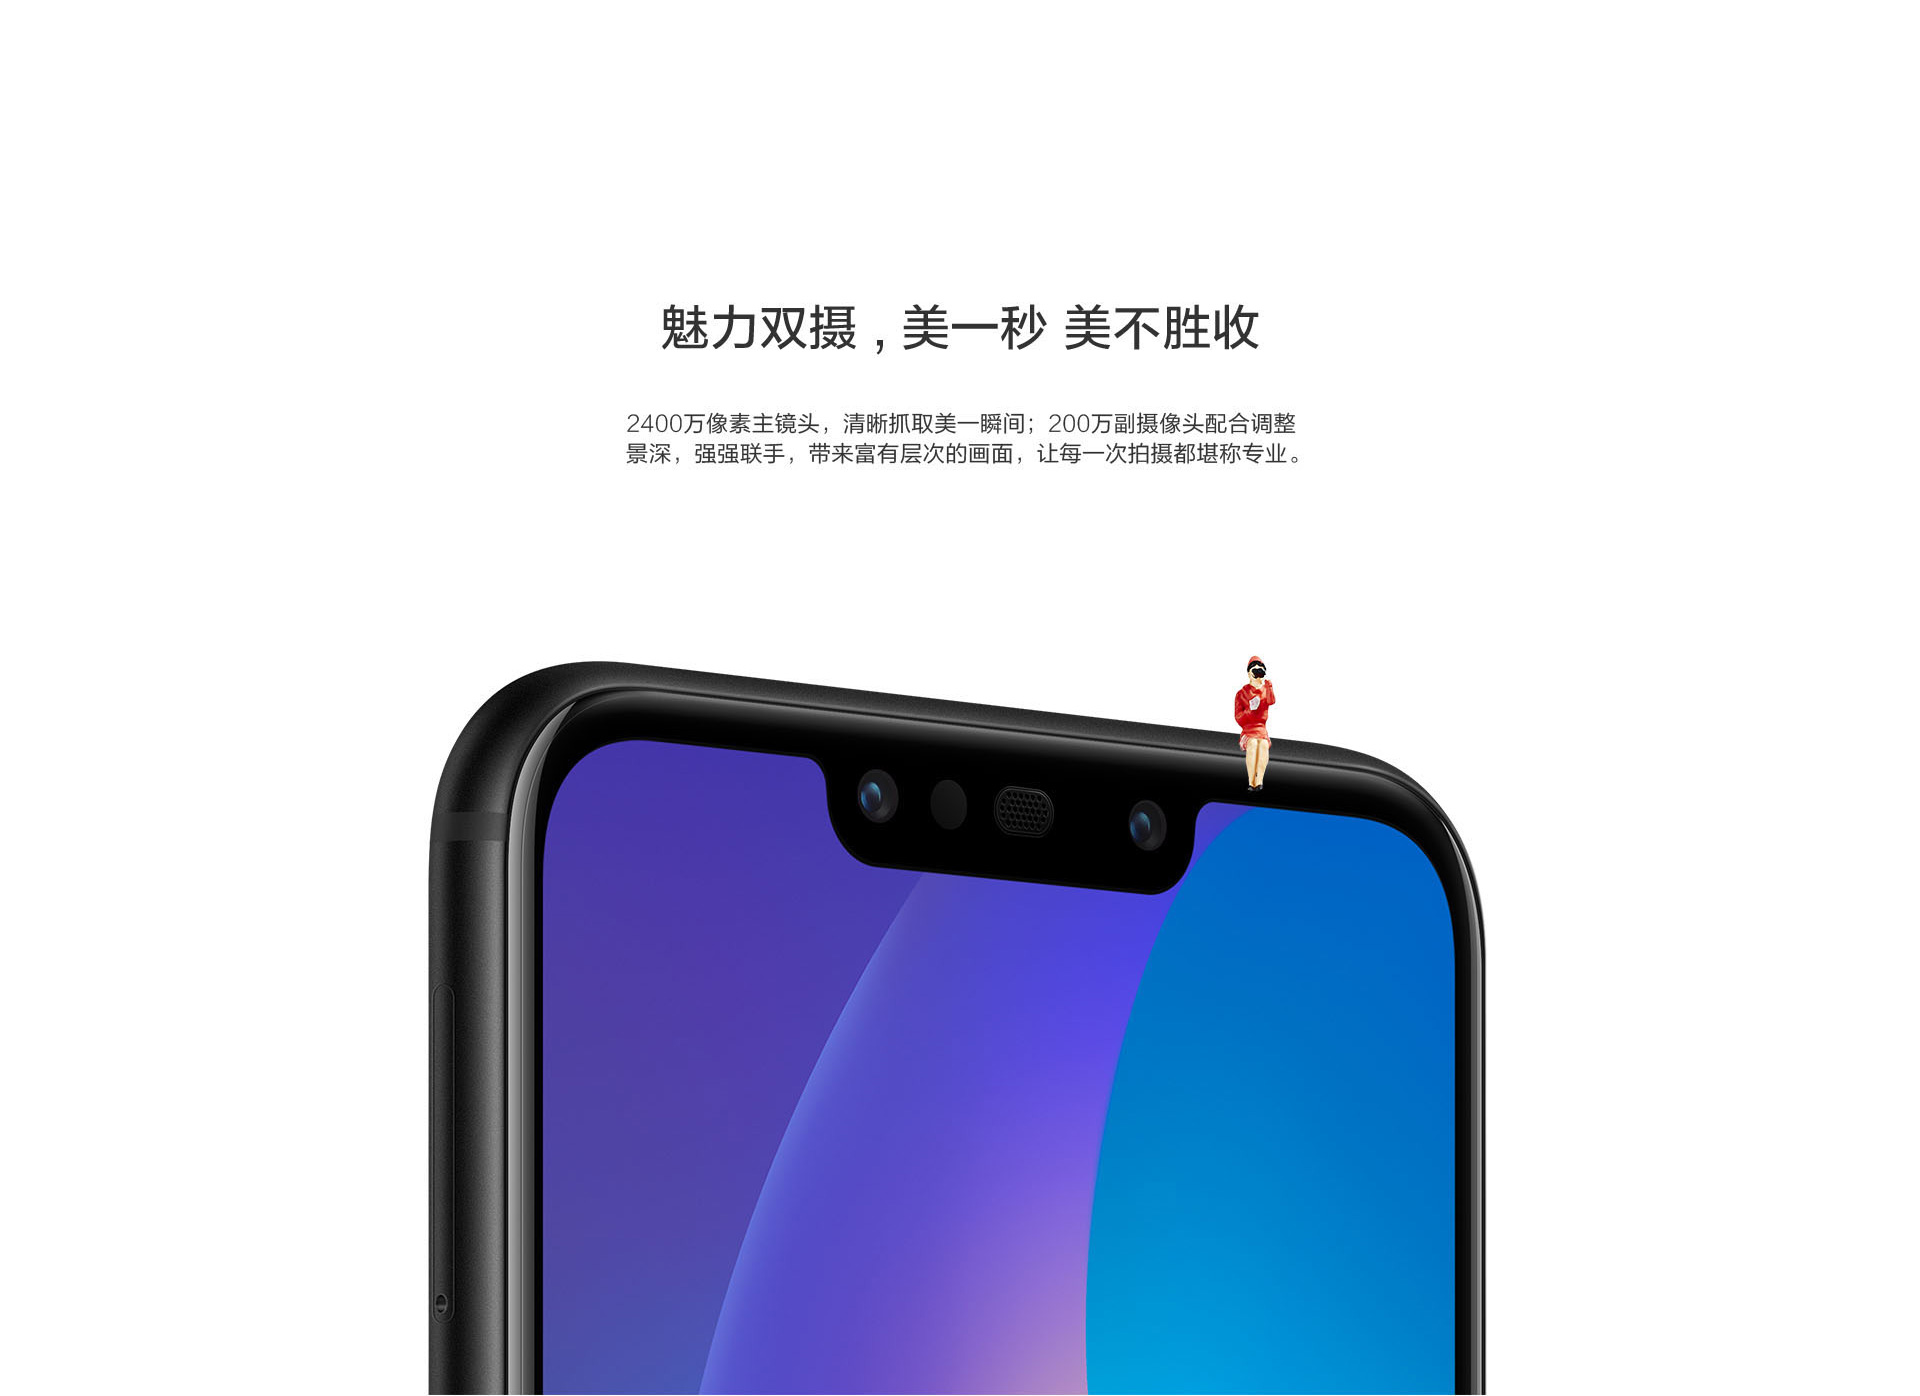 魅力双摄,美一秒 美不胜收
2400万像素主镜头，清晰抓取美一瞬间；200万副摄像头配合调整
景深，强强联手，带来富有层次的画面，让每一次拍摄都堪称专业。